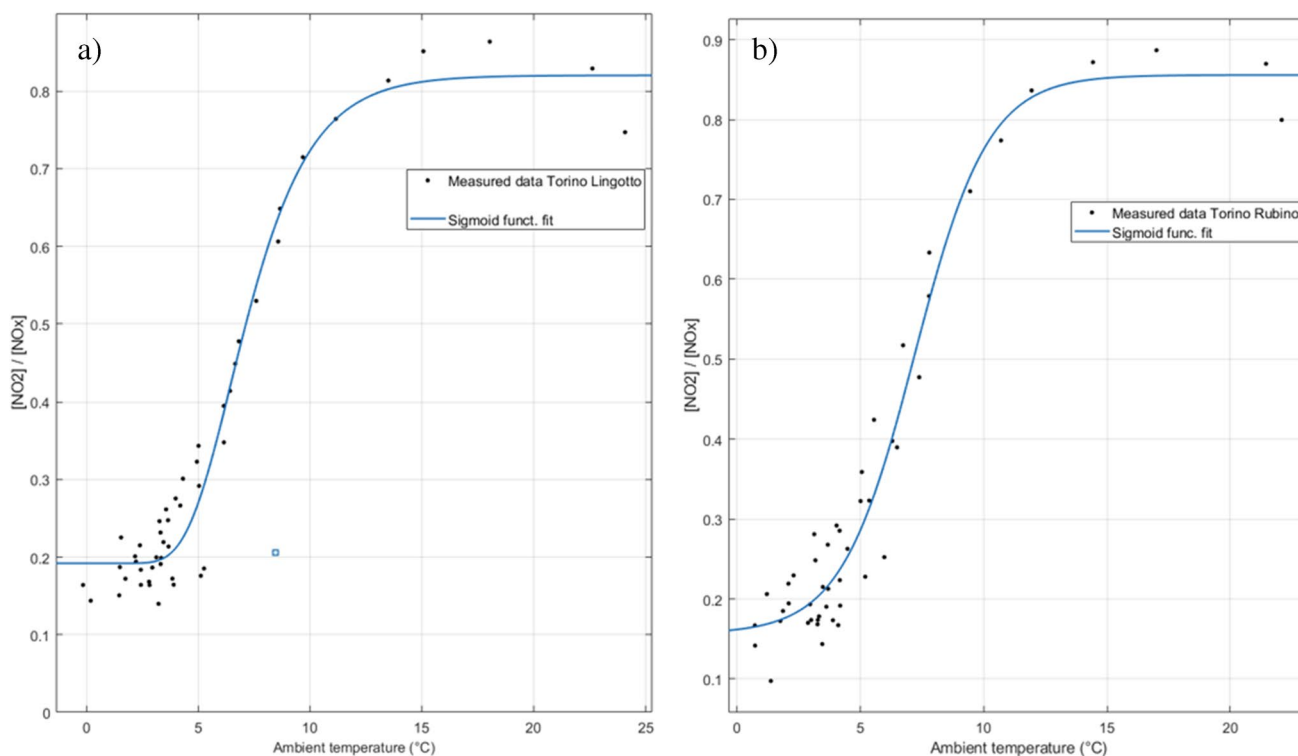 a)
[NO2] / [NOx]
0.8
0.7
0.6
0.5
0.4
0.3
0.2
0.1
0
Measured data Torino Lingotto
Sigmoid funct. fit
0 5 10 15 20 25
Ambient temperature (°C)
b)
[NO2] / [NOx]
0.9
0.8
0.7
0.6
0.5
0.4
0.3
0.2
0.1
Measured data Torino Rubino
Sigmoid func. fit
0 5 10 15 20
Ambient temperature (°C)